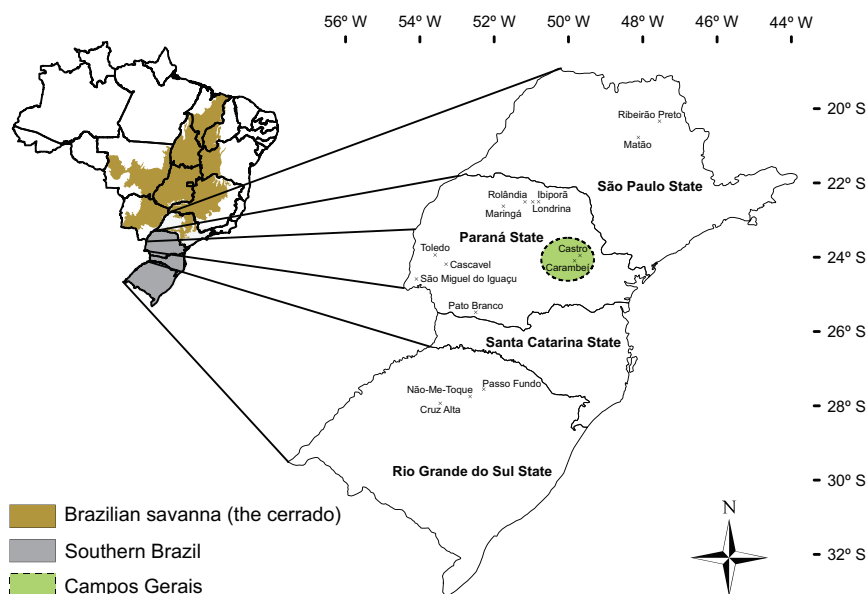 56º W 54º W 52º W 50º W 48º W 46º W 44º W
20º S
Ribeirão Preto
Matão
22º S
São Paulo State
Rolândia Ibiporã
Maringá Londrina
Paraná State
24º S
Toledo
Castro
Cascavel
Carambeí
São Miguel do Iguaçu
Pato Branco
26º S
Santa Catarina State
Não-Me-Toque Passo Fundo
Cruz Alta
28º S
Rio Grande do Sul State
30º S
Brazilian savanna (the cerrado)
N
Southern Brazil
32º S
Campos Gerais